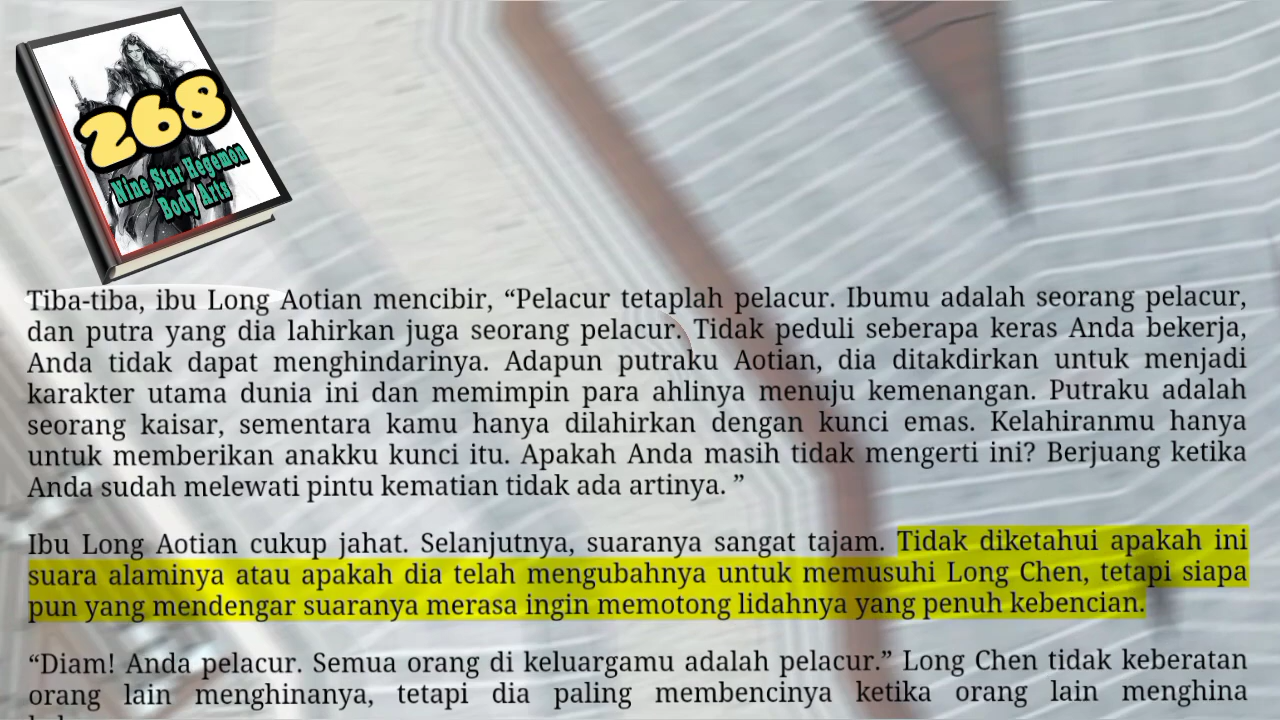 268
Nine Star Hegemon
Body Arts
Tiba-tiba, ibu Long Aotian mencibir, “Pelacur tetaplah pelacur. Ibumu adalah seorang pelacur,
dan putra yang dia lahirkan juga seorang pelacur. Tidak peduli seberapa keras Anda bekerja,
Anda tidak dapat menghindarinya. Adapun putraku Aotian, dia ditakdirkan untuk menjadi
karakter utama dunia ini dan memimpin para ahlinya menuju kemenangan. Putraku adalah
seorang kaisar, sementara kamu hanya dilahirkan dengan kunci emas. Kelahiranmu hanya
untuk memberikan anakku kunci itu. Apakah Anda masih tidak mengerti ini? Berjuang ketika
Anda sudah melewati pintu kematian tidak ada artinya. ”
Ibu Long Aotian cukup jahat. Selanjutnya, suaranya sangat tajam. Tidak diketahui apakah ini
suara alaminya atau apakah dia telah mengubahnya untuk memusuhi Long Chen, tetapi siapa
pun yang mendengar suaranya merasa ingin memotong lidahnya yang penuh kebencian.
“Diam! Anda pelacur. Semua orang di keluargamu adalah pelacur.” Long Chen tidak keberatan
orang lain menghinanya, tetapi dia paling membencinya ketika orang lain menghina